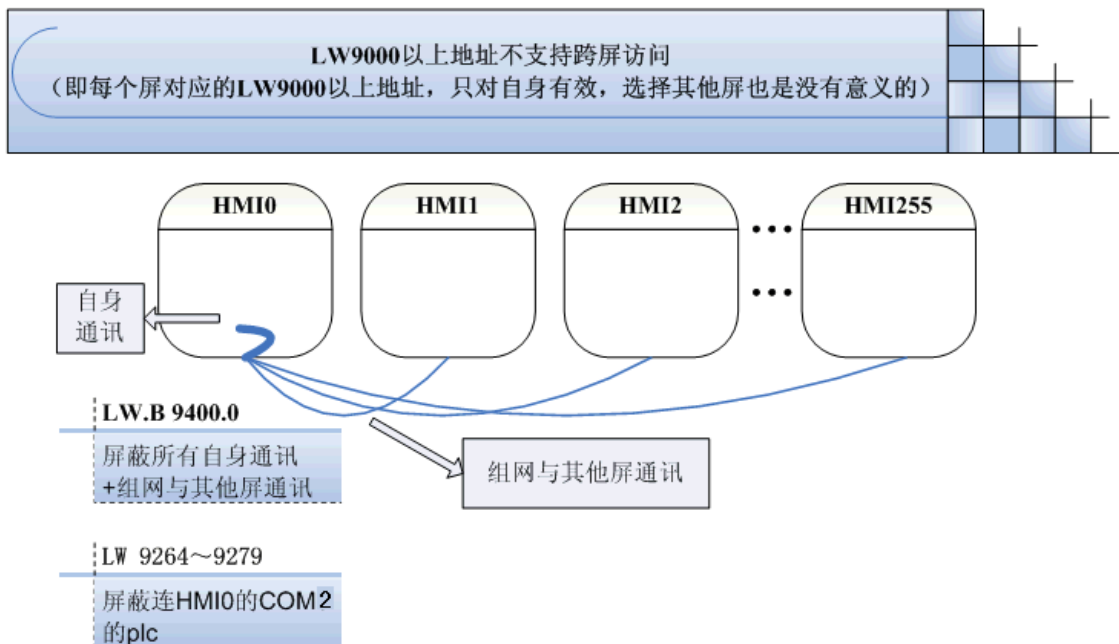 LW9000以上地址不支持跨屏访问
（即每个屏对应的LW9000以上地址，只对自身有效，选择其他屏也是没有意义的）
HMI0
HMI1
HMI2
HMI255
自身
通讯
LW.B 9400.0
屏蔽所有自身通讯
+组网与其他屏通讯
组网与其他屏通讯
LW 9264～9279
屏蔽连HMI0的COM2
的plc